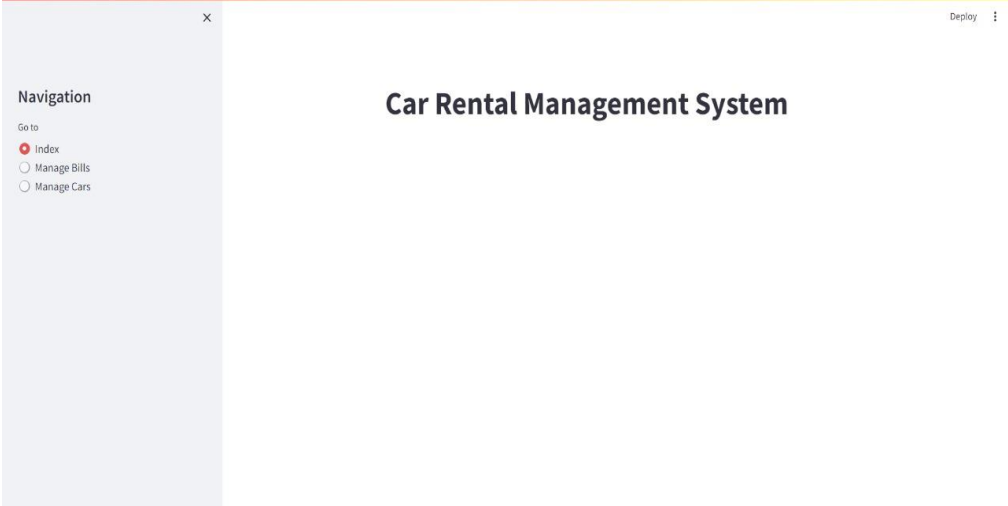 Deploy
Navigation
Go to
Index
Manage Bills
Manage Cars
Car Rental Management System